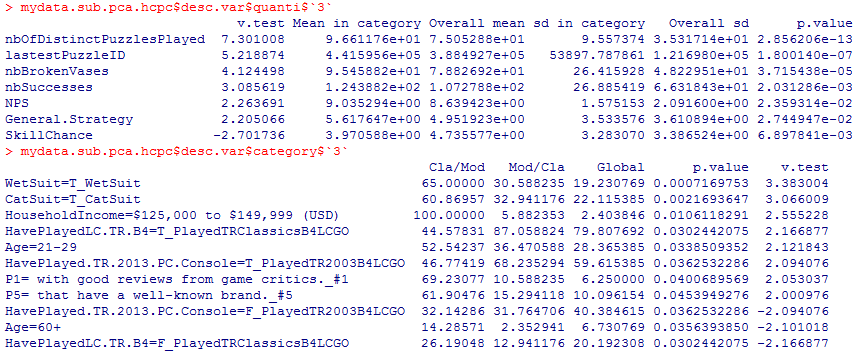 > mydata.sub.pca.hcpc$desc.var$quanti$`3`
v.test Mean in category Overall mean sd in category Overall sd p.value
nbOfDistinctPuzzlesPlayed 7.301008 9.661176e+01 7.505288e+01 9.557374 3.531714e+01 2.856206e-13
lastestPuzzleID 5.218874 4.415956e+05 3.884927e+05 53897.787861 1.216980e+05 1.800140e-07
nbBrokenVases 4.124498 9.545882e+01 7.882692e+01 26.415928 4.822951e+01 3.715438e-05
nbSuccesses 3.085619 1.243882e+02 1.072788e+02 26.885419 6.631843e+01 2.031286e-03
NPS 2.263691 9.035294e+00 8.639423e+00 1.575153 2.091600e+00 2.359314e-02
General.Strategy 2.205066 5.617647e+00 4.951923e+00 3.533576 3.610894e+00 2.744947e-02
SkillChance -2.701736 3.970588e+00 4.735577e+00 3.283070 3.386524e+00 6.897841e-03
> mydata.sub.pca.hcpc$desc.var$category$`3`
Cla/Mod Mod/Cla Global p.value v.test
WetSuit=T_WetSuit 65.00000 30.588235 19.230769 0.0007169753 3.383004
CatSuit=T_CatSuit 60.86957 32.941176 22.115385 0.0021693647 3.066009
HouseholdIncome=$125,000 to $149,999 (USD) 100.00000 5.882353 2.403846 0.0106118291 2.555228
HavePlayedLC.TR.B4=T_PlayedTRClassicsB4LCGO 44.57831 87.058824 79.807692 0.0302442075 2.166877
Age=21-29 52.54237 36.470588 28.365385 0.0338509352 2.121843
HavePlayed.TR.2013.PC.Console=T_PlayedTR2003B4LCGO 46.77419 68.235294 59.615385 0.0363532286 2.094076
P1= with good reviews from game critics._#1 69.23077 10.588235 6.250000 0.0400689569 2.053037
P5= that have a well-known brand._#5 61.90476 15.294118 10.096154 0.0453949276 2.000976
HavePlayed.TR.2013.PC.Console=F_PlayedTR2003B4LCGO 32.14286 31.764706 40.384615 0.0363532286 -2.094076
Age=60+ 14.28571 2.352941 6.730769 0.0356393850 -2.101018
HavePlayedLC.TR.B4=F_PlayedTRClassicsB4LCGO 26.19048 12.941176 20.192308 0.0302442075 -2.166877